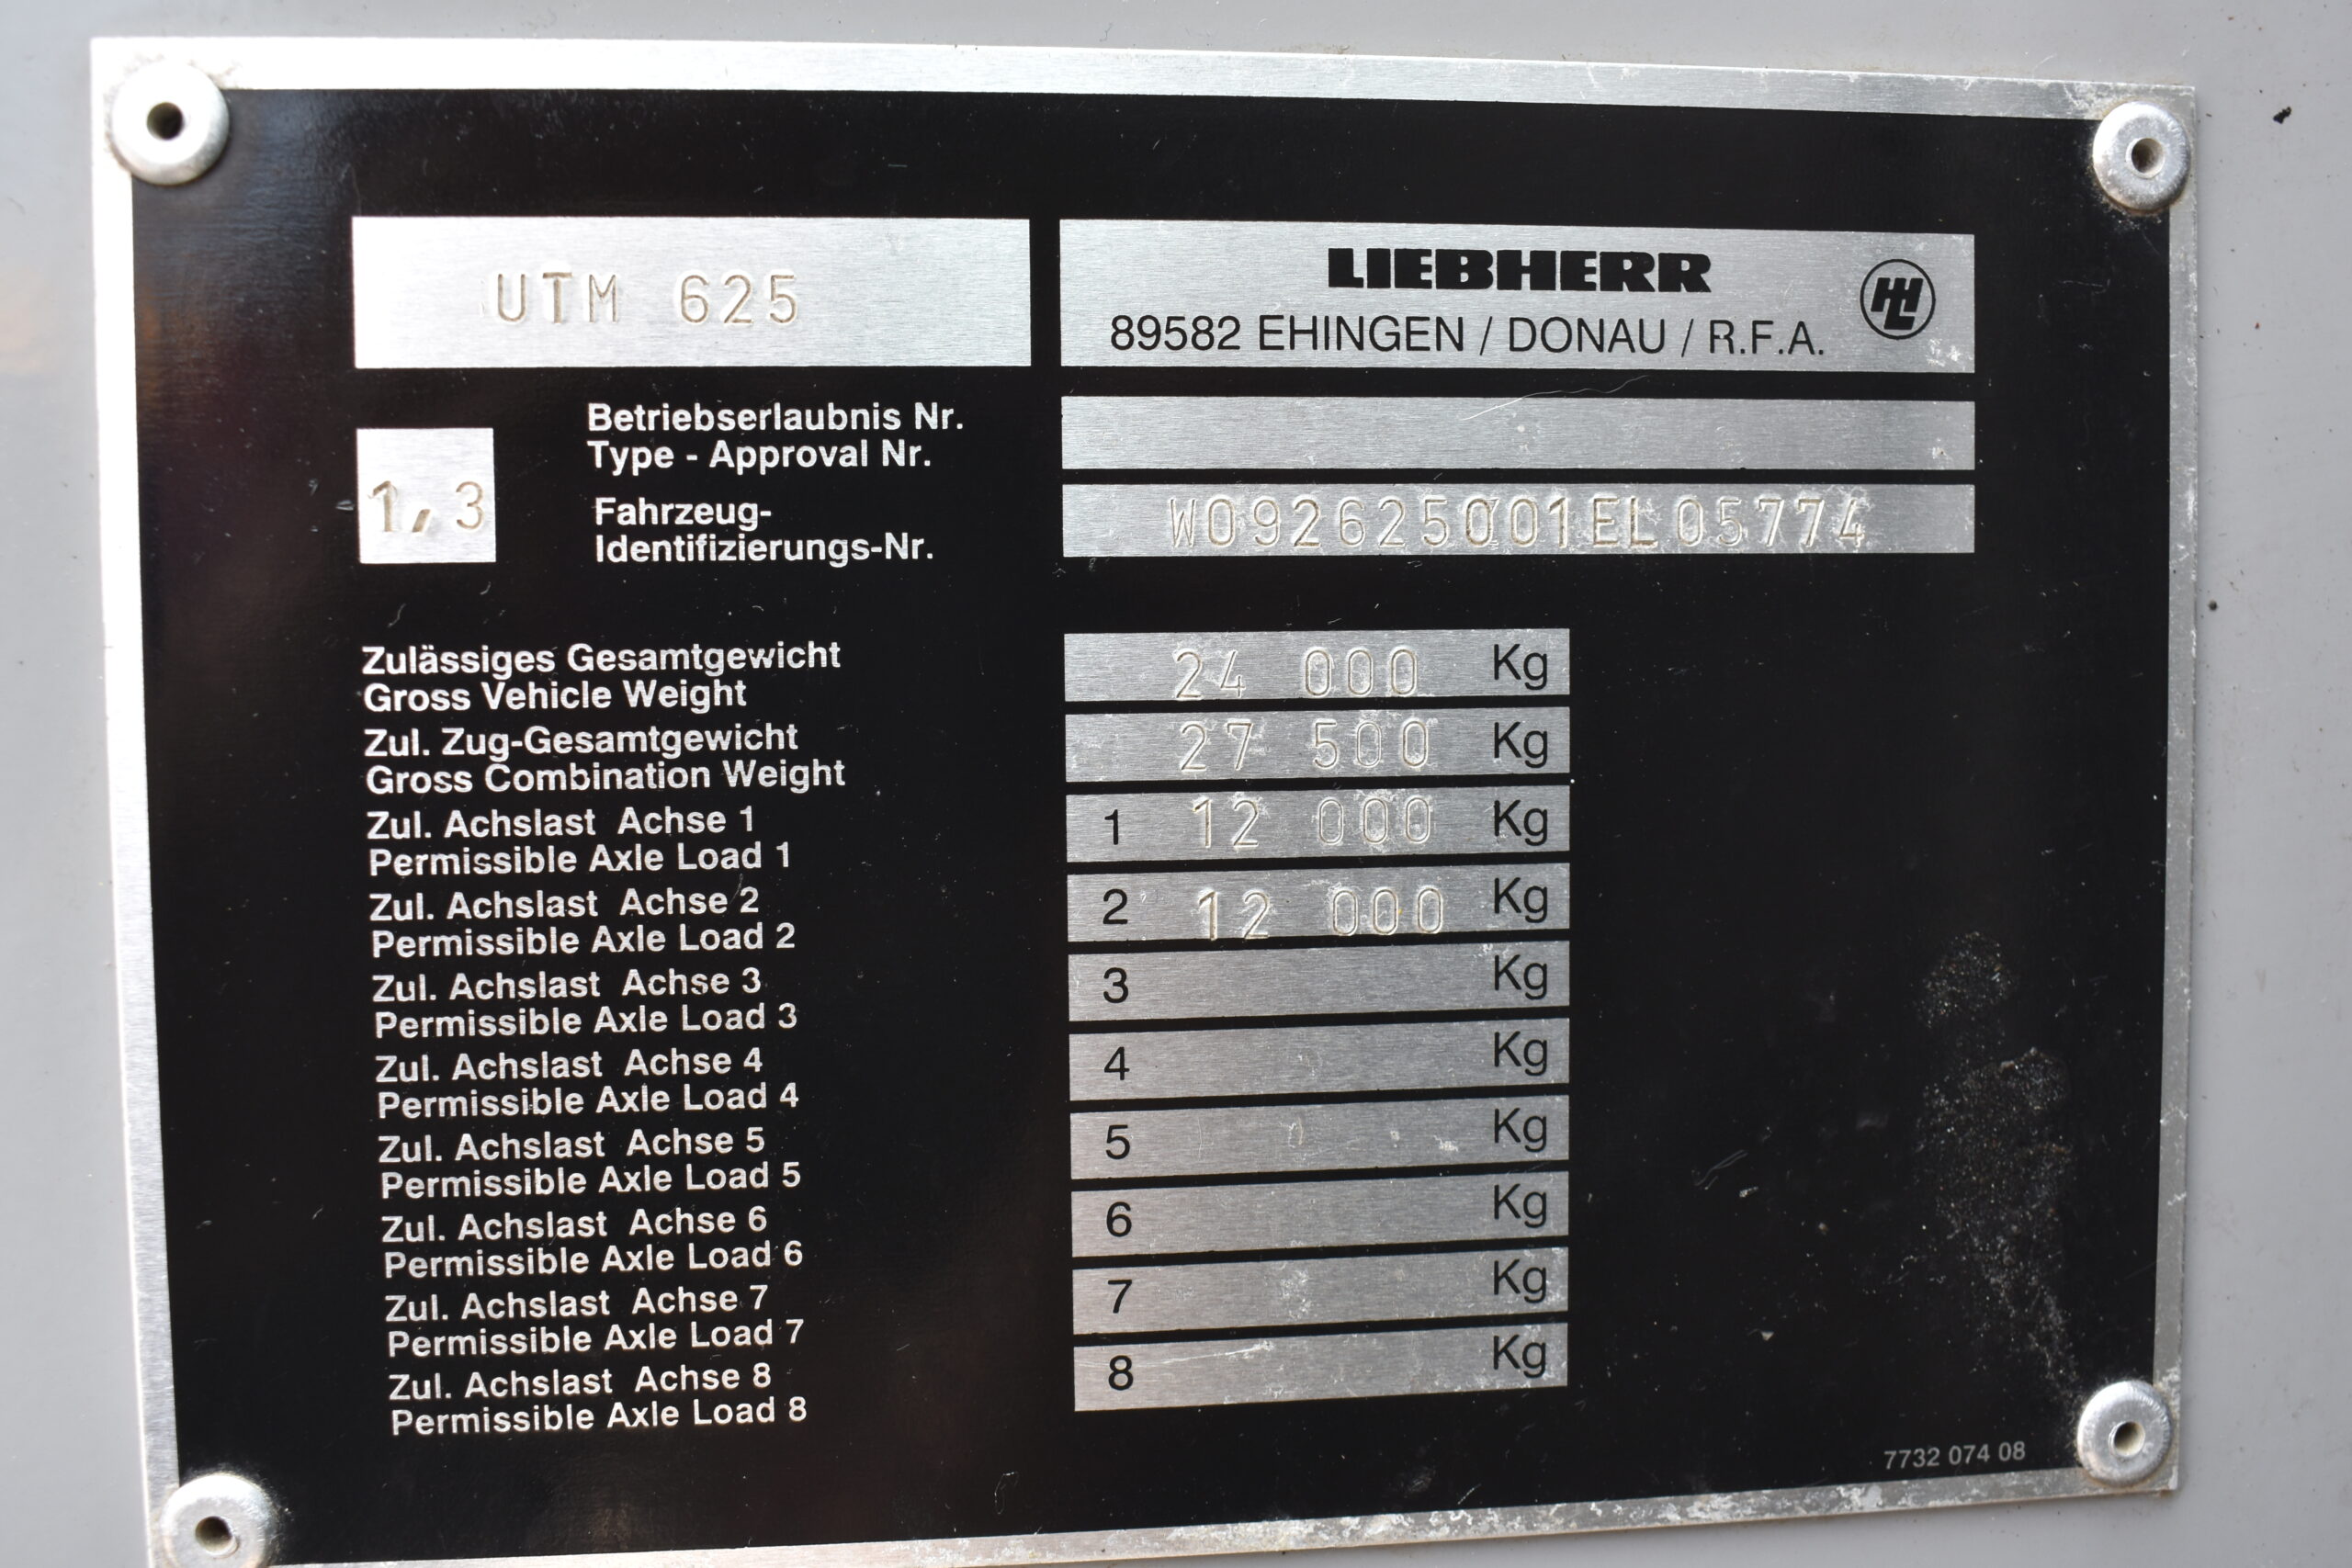 UTM 625
LIEBHERR
89582 EHINGEN / DONAU / R.F.A.
1,3
Betriebserlaubnis Nr.
Type - Approval Nr.
Fahrzeug-
Identifizierungs-Nr.
W092625001EL05774
Zulässiges Gesamtgewicht
Gross Vehicle Weight
24 000 Kg
Zul. Zug-Gesamtgewicht
Gross Combination Weight
27 500 Kg
Zul. Achslast Achse 1
Permissible Axle Load 1
1 12 000 Kg
Zul. Achslast Achse 2
Permissible Axle Load 2
2 12 000 Kg
Zul. Achslast Achse 3
Permissible Axle Load 3
3 Kg
Zul. Achslast Achse 4
Permissible Axle Load 4
4 Kg
Zul. Achslast Achse 5
Permissible Axle Load 5
5 Kg
Zul. Achslast Achse 6
Permissible Axle Load 6
6 Kg
Zul. Achslast Achse 7
Permissible Axle Load 7
7 Kg
Zul. Achslast Achse 8
Permissible Axle Load 8
8 Kg
7732 074 08